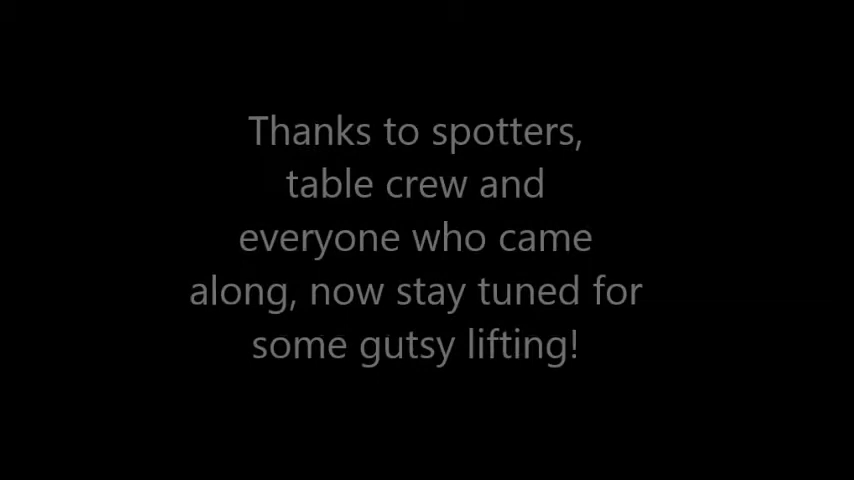 Thanks to spotters,
table crew and
everyone who came
along, now stay tuned for
some gutsy lifting!